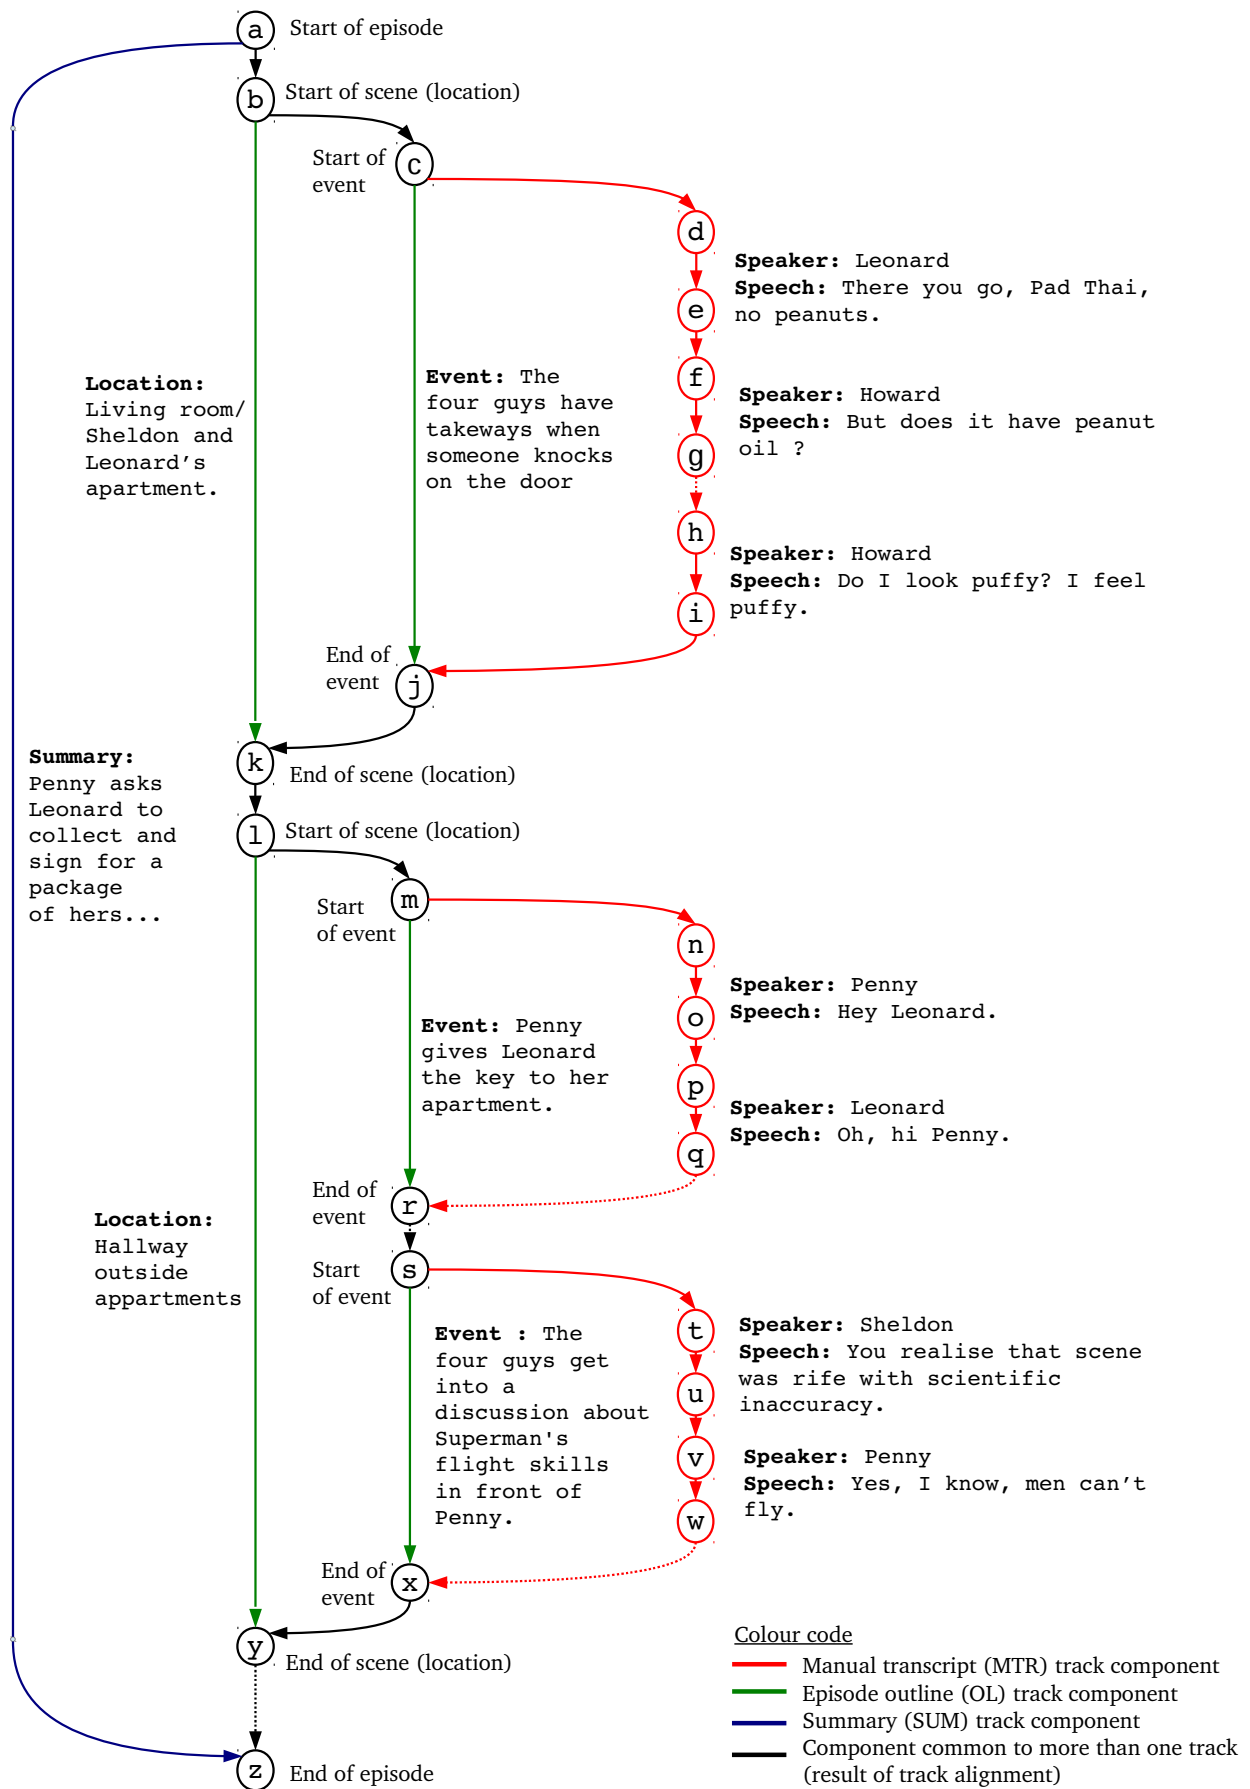 a Start of episode
b Start of scene (location)
Start of
event
c
d
Speaker: Leonard
Speech: There you go, Pad Thai,
no peanuts.
e
f
Speaker: Howard
Speech: But does it have peanut
oil ?
g
Location:
Living room/
Sheldon and
Leonard's
apartment.
Event: The
four guys have
takeways when
someone knocks
on the door
h
Speaker: Howard
Speech: Do I look puffy? I feel
puffy.
i
End of
event
j
k End of scene (location)
Summary:
Penny asks
Leonard to
collect and
sign for a
package
of hers...
l Start of scene (location)
Start
of event
m
n
Speaker: Penny
Speech: Hey Leonard.
o
Event: Penny
gives Leonard
the key to her
apartment.
p
Speaker: Leonard
Speech: Oh, hi Penny.
q
End of
event
r
Location:
Hallway
outside
appartments
Start
of event
s
t
Speaker: Sheldon
Speech: You realise that scene
was rife with scientific
inaccuracy.
u
Event : The
four guys get
into a
discussion about
Superman's
flight skills
in front of
Penny.
v
Speaker: Penny
Speech: Yes, I know, men can't
fly.
w
End of
event
x
y End of scene (location)
z End of episode
Colour code
Manual transcript (MTR) track component
Episode outline (OL) track component
Summary (SUM) track component
Component common to more than one track
(result of track alignment)